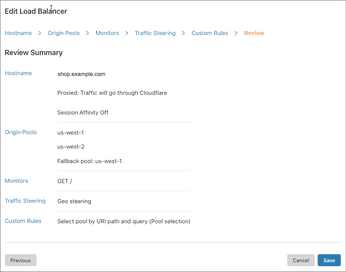 Edit Load Balancer
Hostname > Origin Pools > Monitors > Traffic Steering > Custom Rules > Review
Review Summary
Hostname
shop.example.com
Proxied: Traffic will go through Cloudflare
Session Affinity Off
Origin Pools
us-west-1
us-west-2
Fallback pool: us-west-1
Monitors
GET /
Traffic Steering
Geo steering
Custom Rules
Select pool by URI path and query (Pool selection)
Previous
Cancel
Save